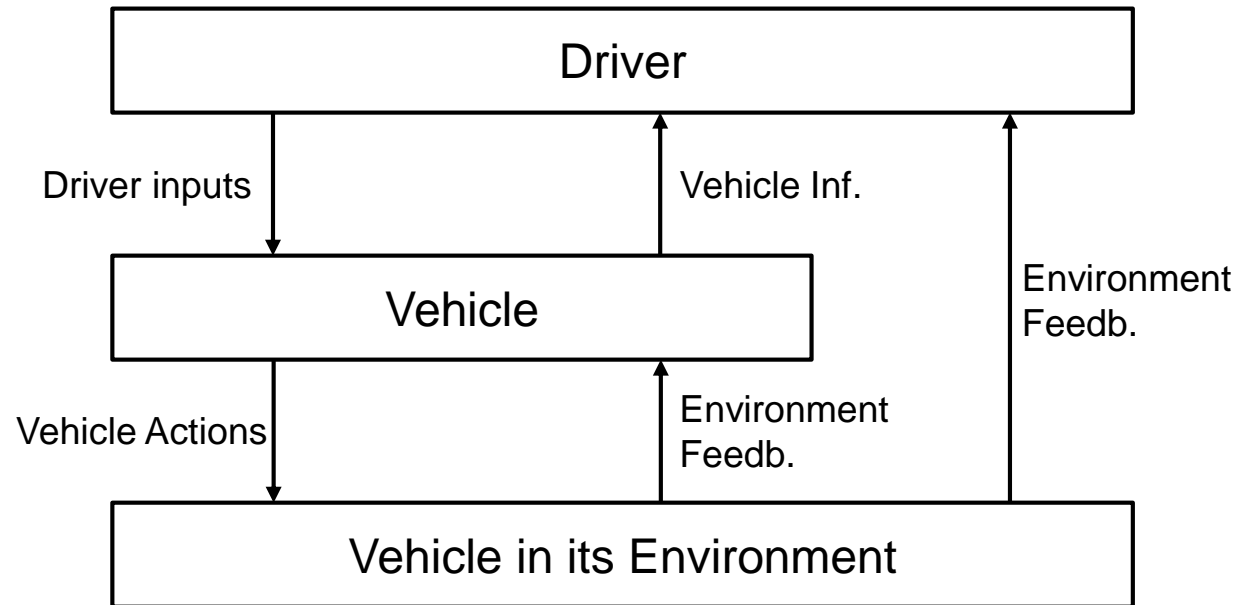 Driver
Driver inputs
Vehicle Inf.
Environment
Feedb.
Vehicle
Vehicle Actions
Environment
Feedb.
Vehicle in its Environment